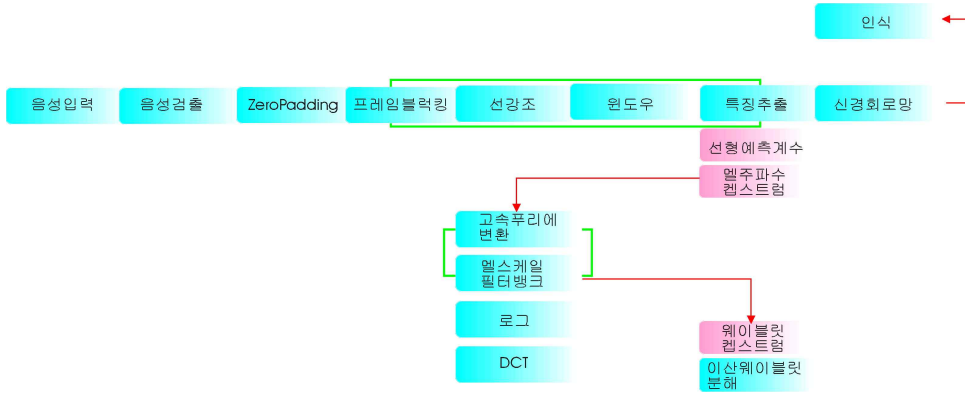 인식
음성입력
음성검출
ZeroPadding
프레임블럭킹
선강조
윈도우
특징추출
신경회로망
선형예측계수
멜주파수
켑스트럼
고속푸리에
변환
멜스케일
필터뱅크
로그
DCT
웨이블릿
켑스트럼
이산웨이블릿
분해